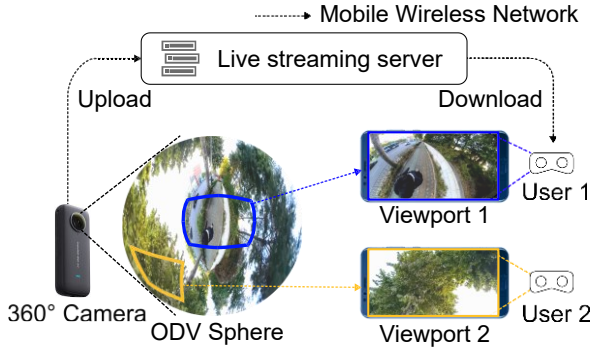 Mobile Wireless Network
Live streaming server
Upload
Download
User 1
Viewport 1
360° Camera
ODV Sphere
User 2
Viewport 2